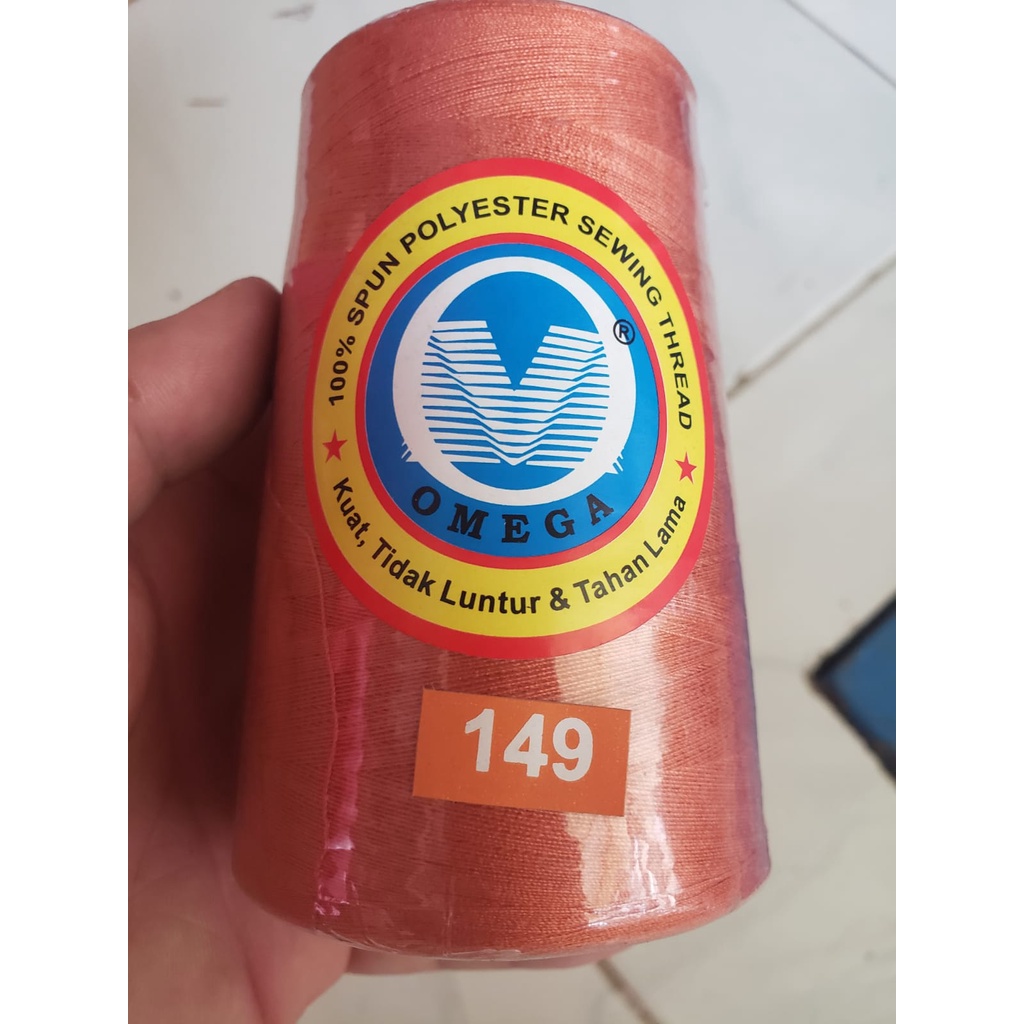 100% SPUN POLYESTER SEWING THREAD
®
OMEGA
Kuat, Tidak Luntur & Tahan Lama
149